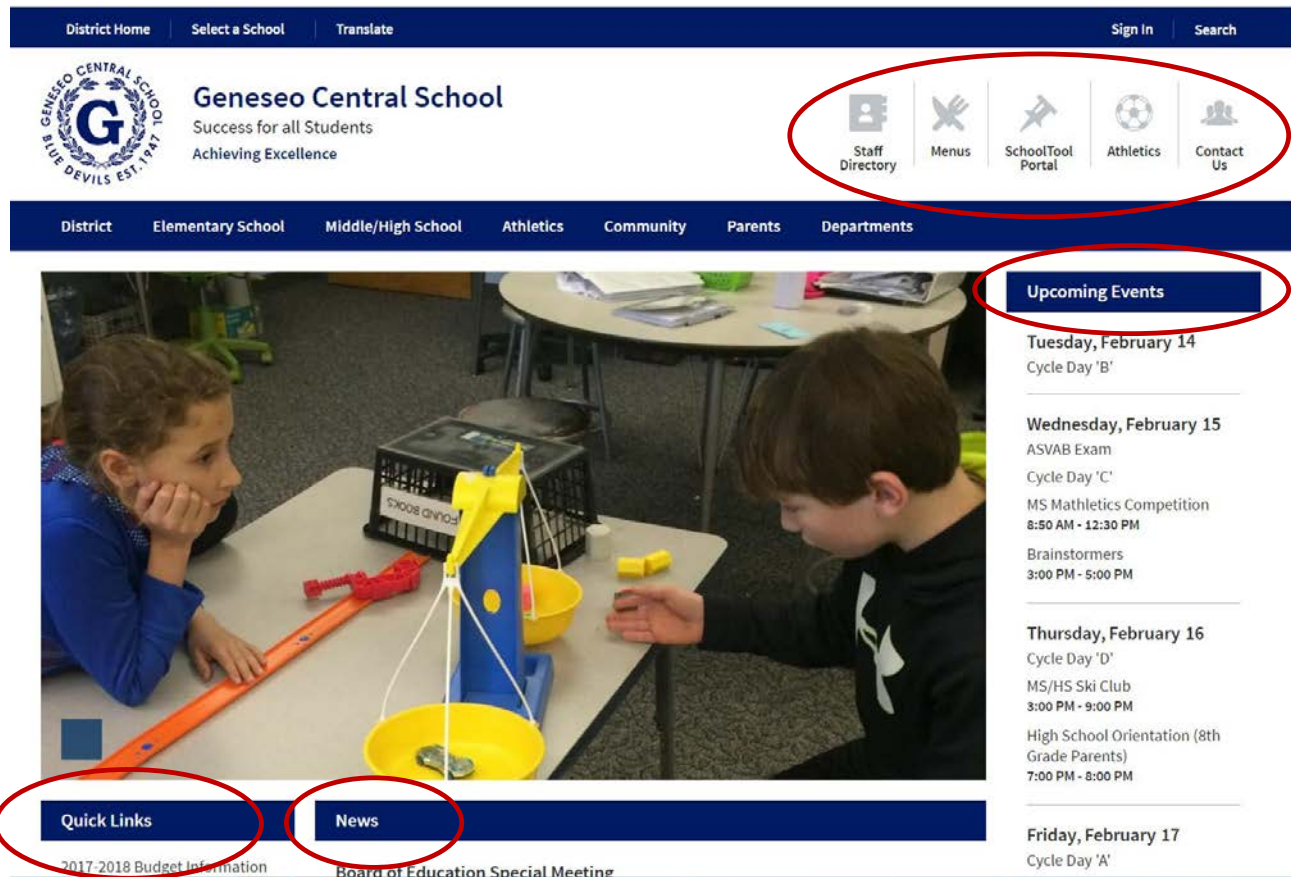 District Home Select a School Translate Sign In Search
GENESEO CENTRAL SCHOOL
G
BLUE DEVILS EST. 1947
Geneseo Central School
Success for all Students
Achieving Excellence
Staff Directory
Menus
SchoolTool Portal
Athletics
Contact Us
District Elementary School Middle/High School Athletics Community Parents Departments
FOUND BOOKS
Upcoming Events
Tuesday, February 14
Cycle Day 'B'
Wednesday, February 15
ASVAB Exam
Cycle Day 'C'
MS Mathletics Competition
8:50 AM - 12:30 PM
Brainstormers
3:00 PM - 5:00 PM
Thursday, February 16
Cycle Day 'D'
MS/HS Ski Club
3:00 PM - 9:00 PM
High School Orientation (8th
Grade Parents)
7:00 PM - 8:00 PM
Friday, February 17
Cycle Day 'A'
Quick Links
2017-2018 Budget Information
News
Board of Education Special Meeting